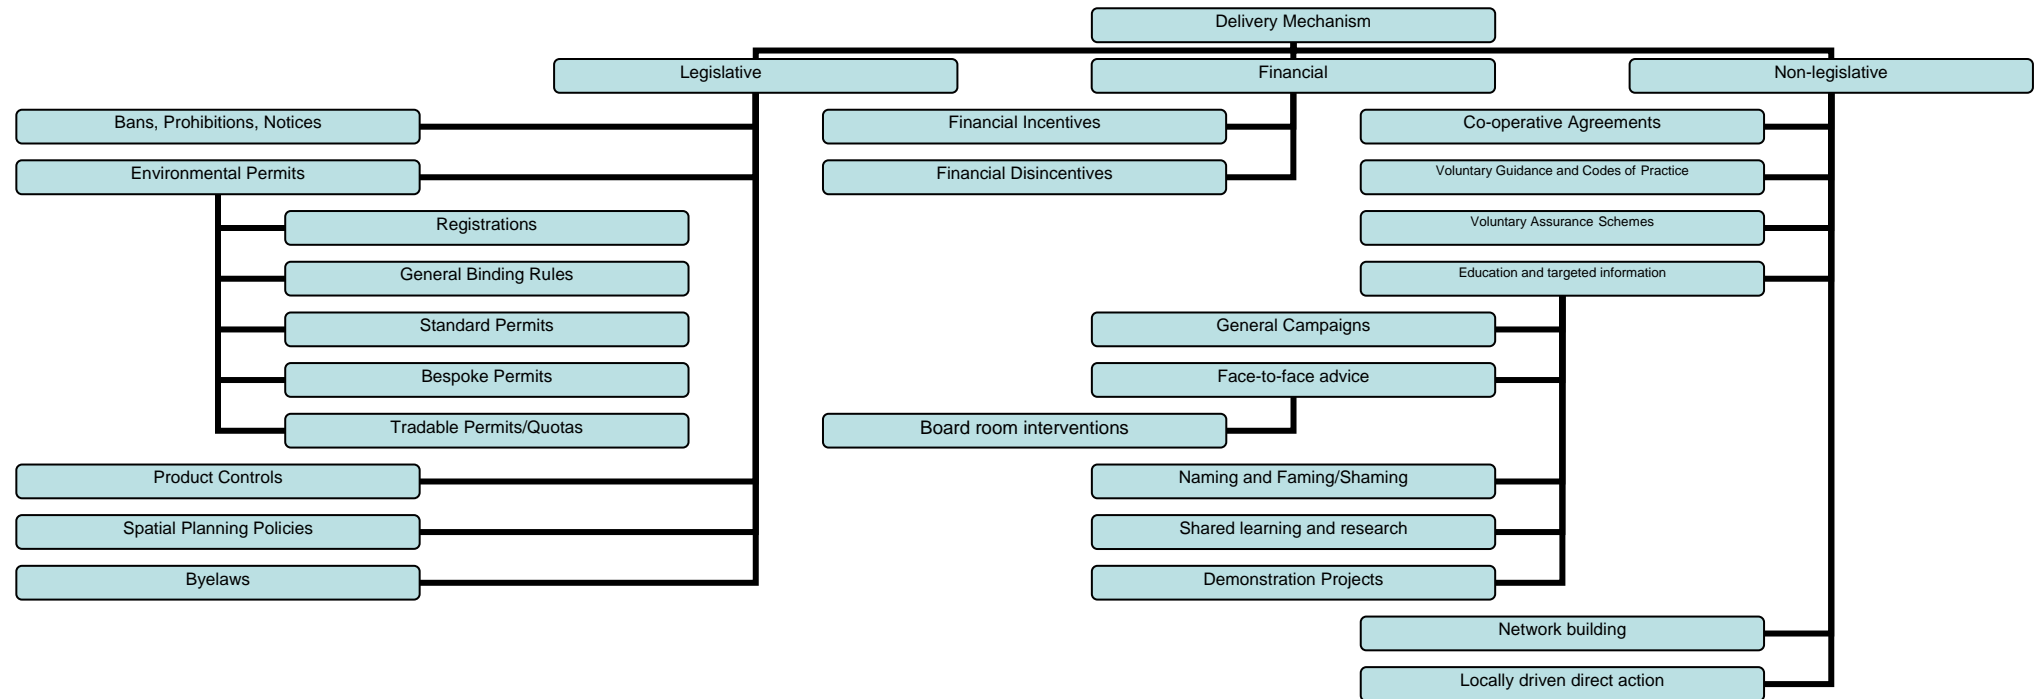 Delivery Mechanism
Legislative
Financial
Non-legislative
Bans, Prohibitions, Notices
Financial Incentives
Co-operative Agreements
Environmental Permits
Financial Disincentives
Voluntary Guidance and Codes of Practice
Registrations
Voluntary Assurance Schemes
General Binding Rules
Education and targeted information
Standard Permits
General Campaigns
Bespoke Permits
Face-to-face advice
Tradable Permits/Quotas
Board room interventions
Product Controls
Naming and Faming/Shaming
Spatial Planning Policies
Shared learning and research
Byelaws
Demonstration Projects
Network building
Locally driven direct action